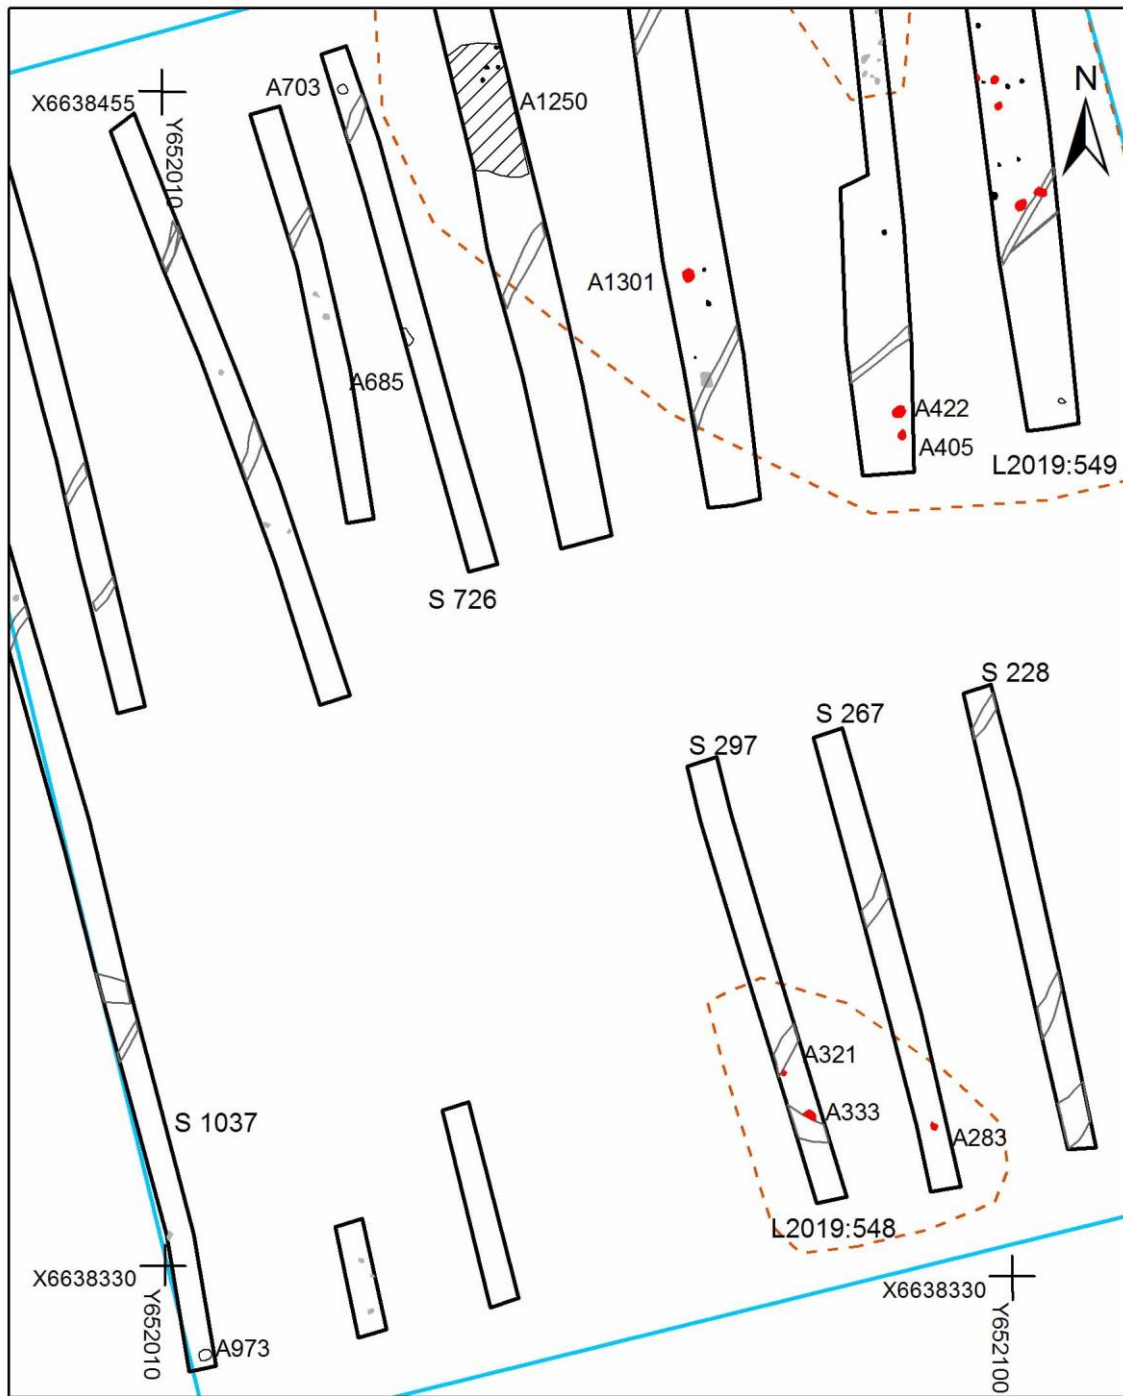 N
A703
X6638455
A1250
Y652010
A1301
A685
A422
A405
L2019:549
S 726
S 228
S 267
S 297
A321
A333
S 1037
A283
L2019:548
X6638330
X6638330
A973
Y652010
Y652100